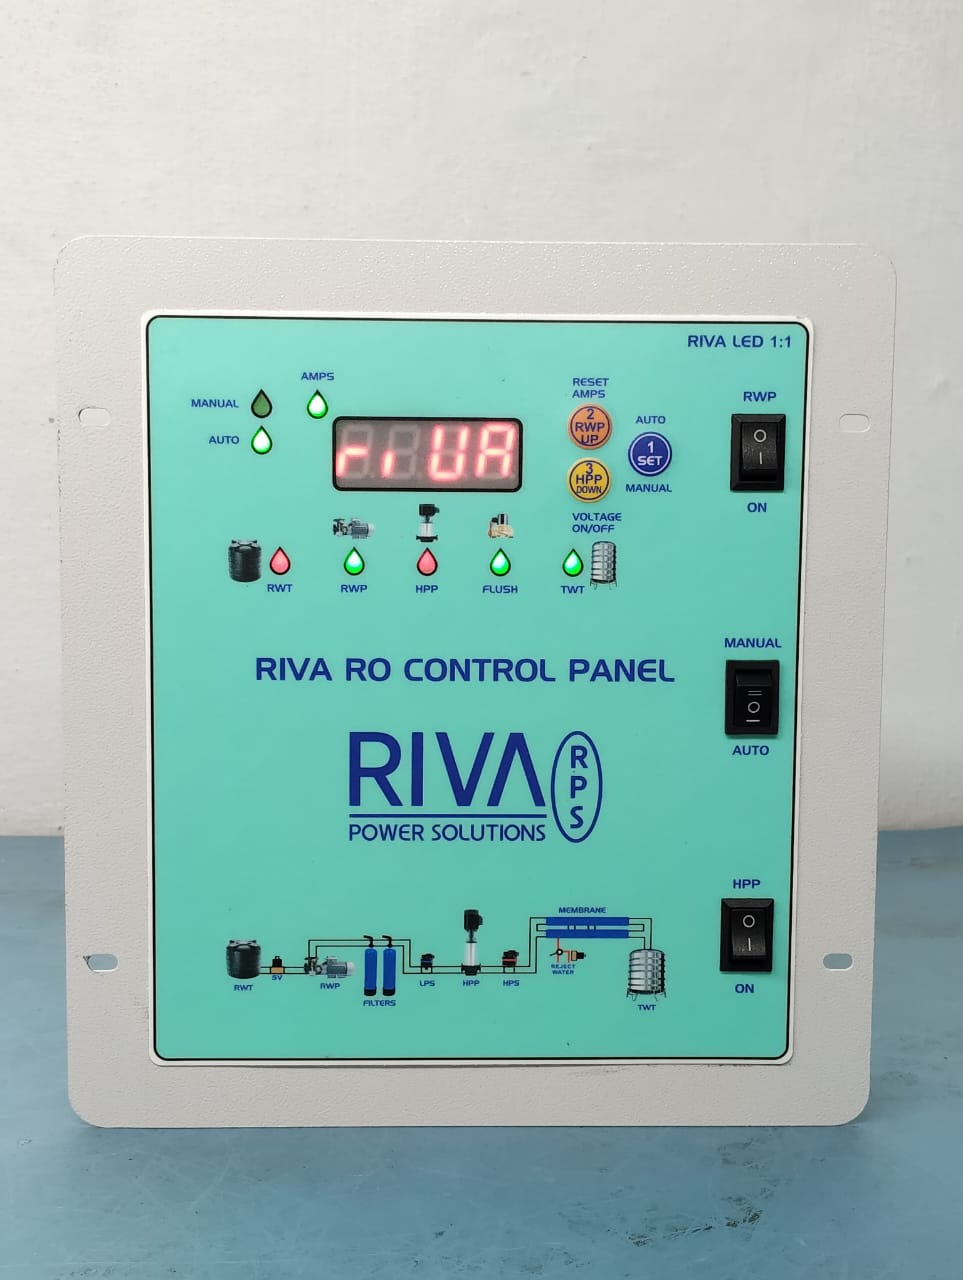 RIVA LED 1:1
AMPS
MANUAL
AUTO
ri UA
RESET
AMPS
2
RWP
UP
AUTO
1
SET
MANUAL
3
HPP
DOWN
VOLTAGE
ON/OFF
RWP
ON
RWT
RWP
HPP
FLUSH
TWT
RIVA RO CONTROL PANEL
MANUAL
AUTO
RIVA
RPS
POWER SOLUTIONS
HPP
ON
MEMBRANE
RWT
SV
RWP
FILTERS
LPS
HPP
HPS
REJECT
WATER
TWT